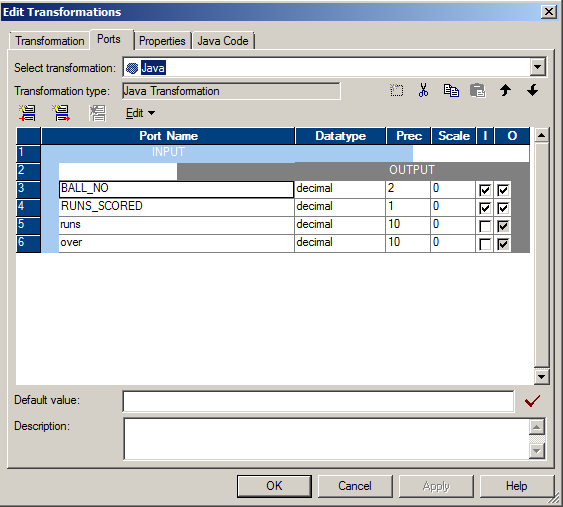 Edit Transformations
Transformation Ports Properties Java Code
Select transformation: Java
Transformation type: Java Transformation
Edit
Port Name Datatype Prec Scale I O
1 INPUT
2 OUTPUT
3 BALL_NO decimal 2 0
4 RUNS_SCORED decimal 1 0
5 runs decimal 10 0
6 over decimal 10 0
Default value:
Description:
OK Cancel Apply Help